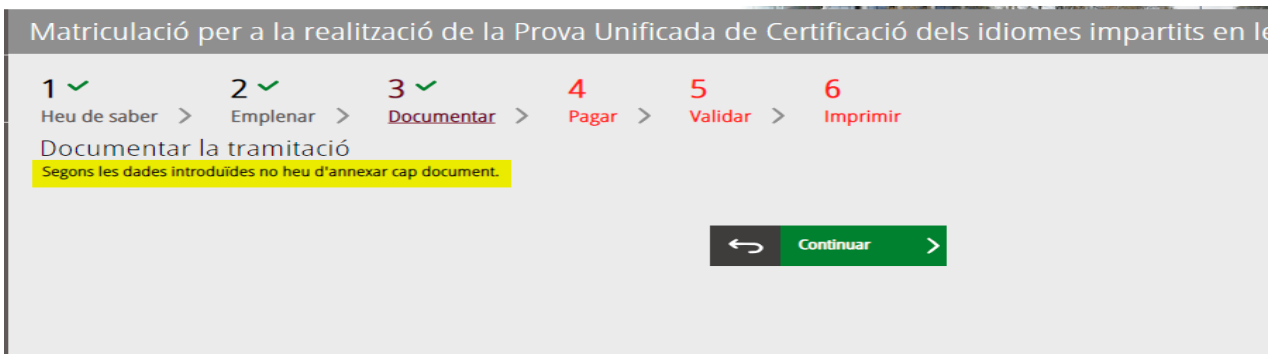 Matriculació per a la realització de la Prova Unificada de Certificació dels idiomes impartits en
1 2 3 4 5 6
Heu de saber > Emplenar > Documentar > Pagar > Validar > Imprimir
Documentar la tramitació
Segons les dades introduïdes no heu d'annexar cap document.
Continuar >